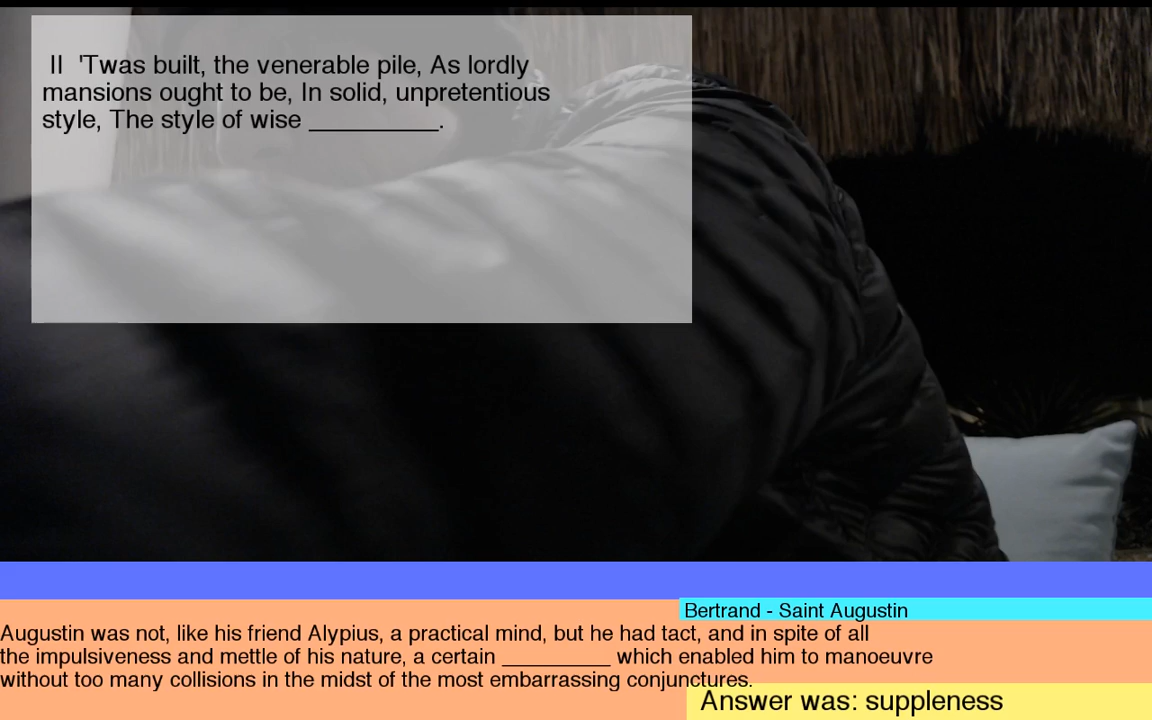 II 'Twas built, the venerable pile, As lordly
mansions ought to be, In solid, unpretentious
style, The style of wise __________.
Bertrand - Saint Augustin
Augustin was not, like his friend Alypius, a practical mind, but he had tact, and in spite of all
the impulsiveness and mettle of his nature, a certain __________ which enabled him to manoeuvre
without too many collisions in the midst of the most embarrassing conjunctures.
Answer was: suppleness